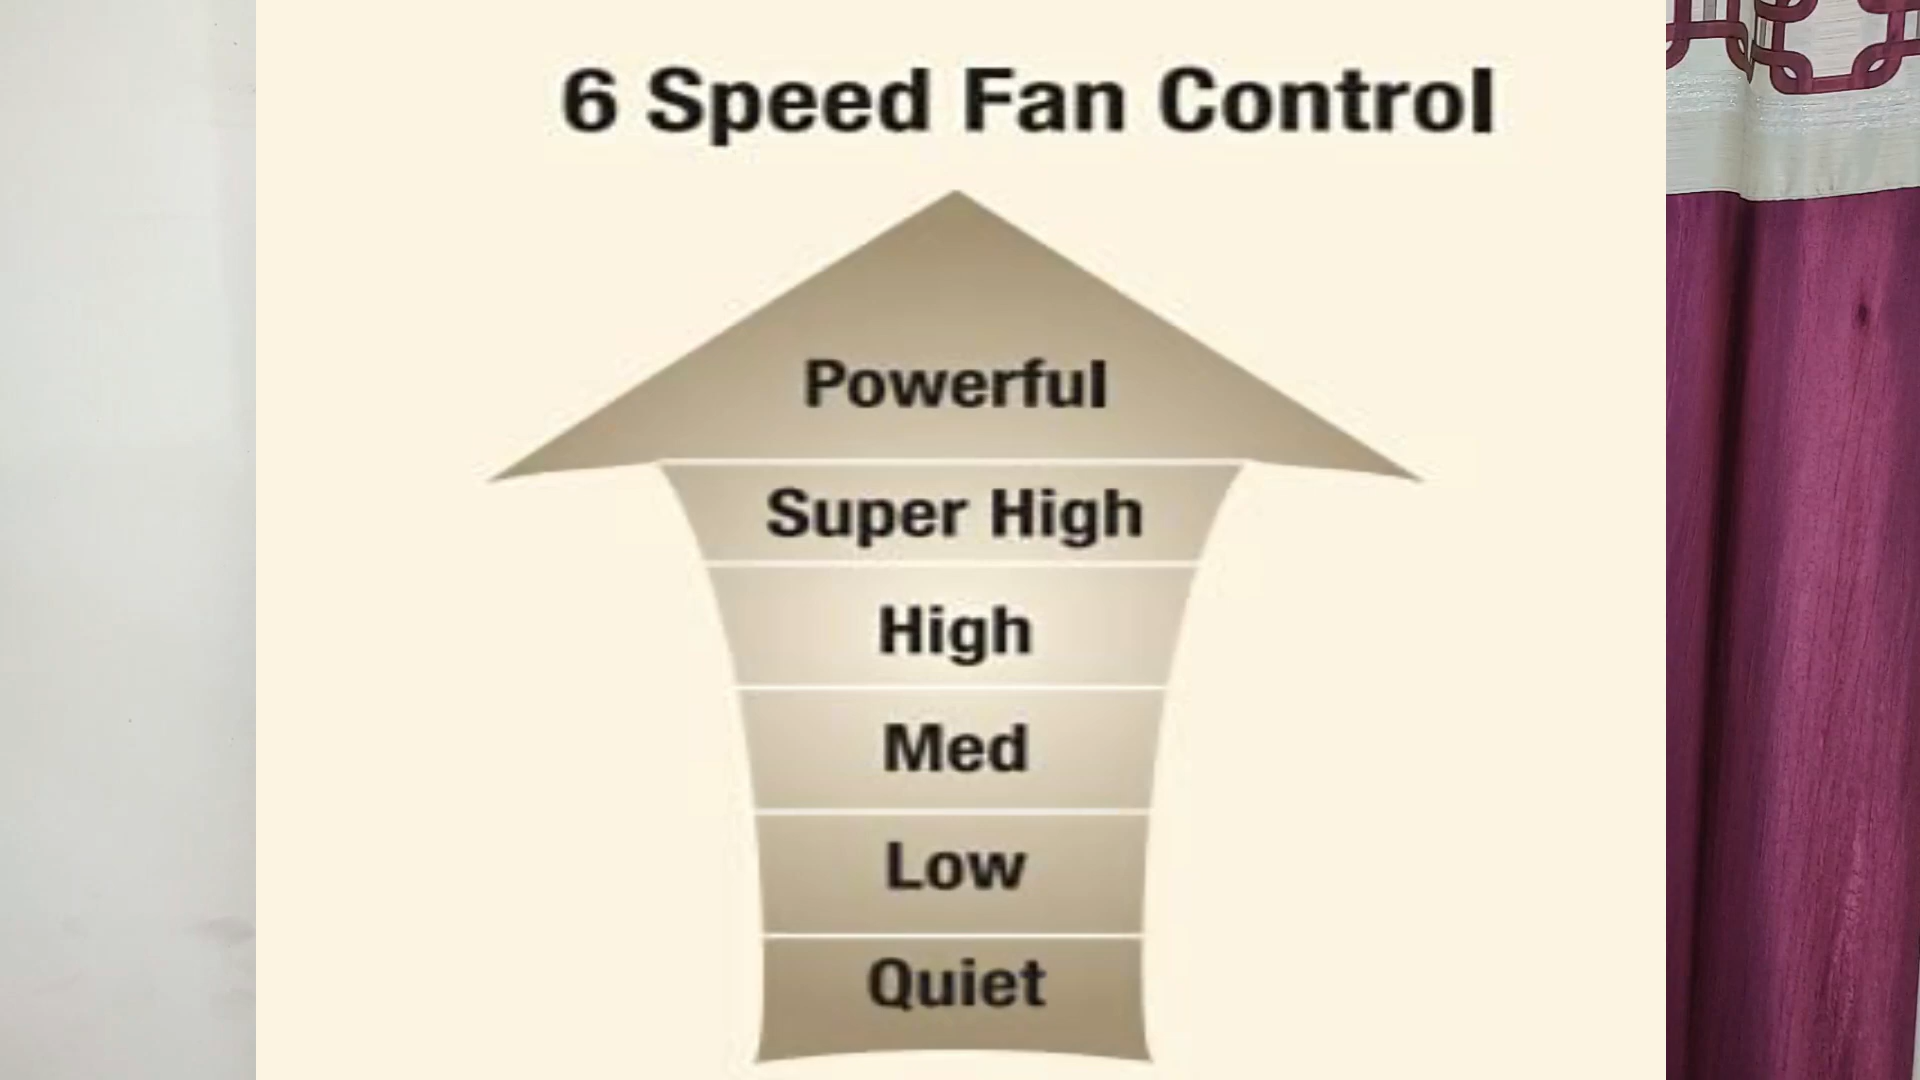 6 Speed Fan Control
Powerful
Super High
High
Med
Low
Quiet